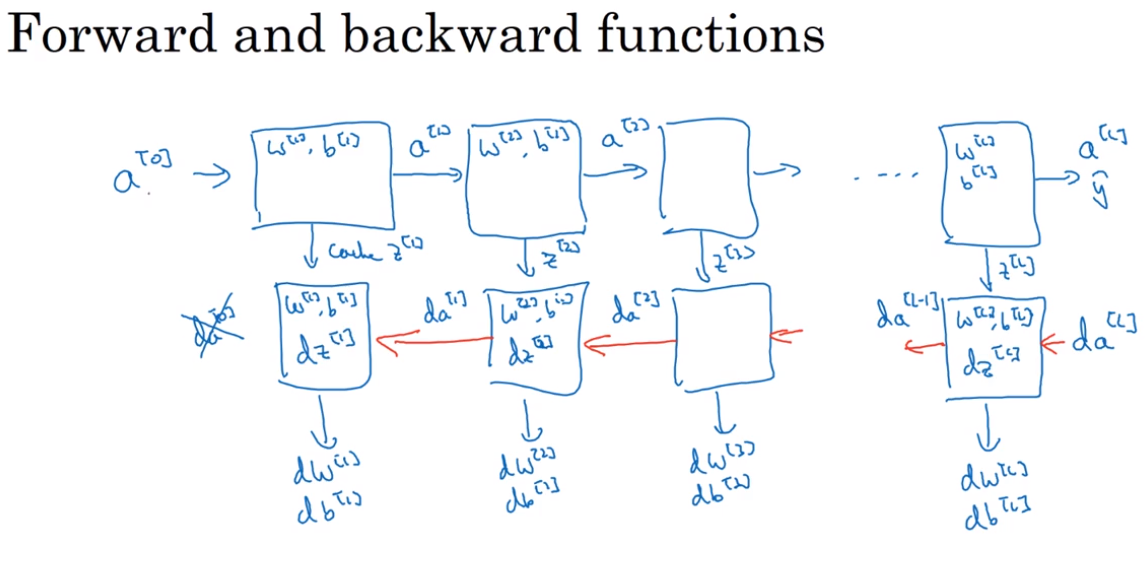 Forward and backward functions
a^[0] → w^[1], b^[1] a^[1] → w^[2], b^[2] a^[2] → → .... w^[L] → a^[L]
b^[L] ŷ
cache z^[1] z^[2] z^[3] z^[L]
da^[0] w^[1], b^[1] da^[1] w^[2], b^[2] da^[2] da^[L-1] w^[L], b^[L] da^[L]
dz^[1] dz^[2] dz^[L]
dw^[1] dw^[2] dw^[3] dw^[L]
db^[1] db^[2] db^[3] db^[L]